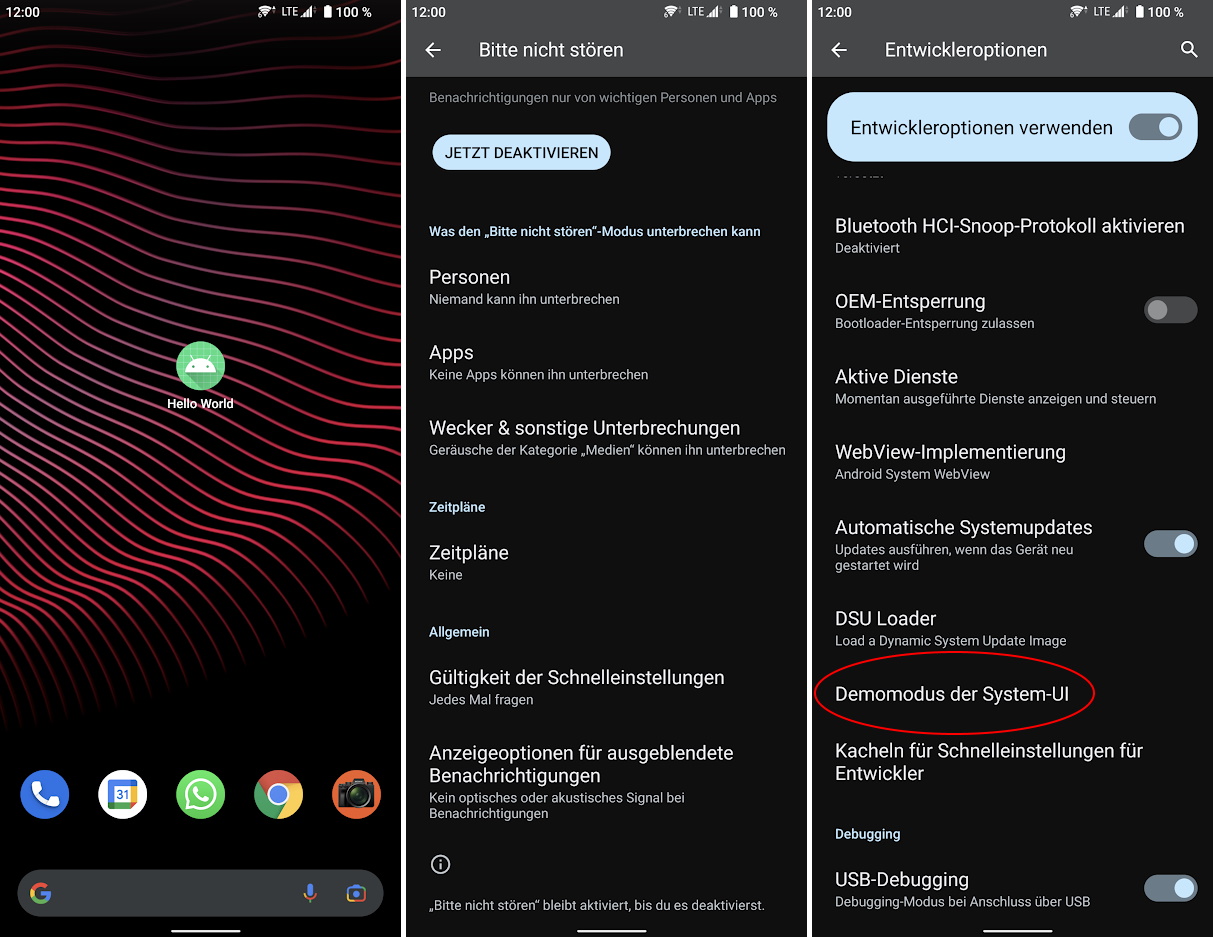 12:00
LTE 100 %
Hello World
31
12:00
LTE 100 %
Bitte nicht stören
Benachrichtigungen nur von wichtigen Personen und Apps
JETZT DEAKTIVIEREN
Was den „Bitte nicht stören“-Modus unterbrechen kann
Personen
Niemand kann ihn unterbrechen
Apps
Keine Apps können ihn unterbrechen
Wecker & sonstige Unterbrechungen
Geräusche der Kategorie „Medien“ können ihn unterbrechen
Zeitpläne
Zeitpläne
Keine
Allgemein
Gültigkeit der Schnelleinstellungen
Jedes Mal fragen
Anzeigeoptionen für ausgeblendete
Benachrichtigungen
Kein optisches oder akustisches Signal bei
Benachrichtigungen
„Bitte nicht stören“ bleibt aktiviert, bis du es deaktivierst.
12:00
LTE 100 %
Entwickleroptionen
Entwickleroptionen verwenden
Bluetooth HCI-Snoop-Protokoll aktivieren
Deaktiviert
OEM-Entsperrung
Bootloader-Entsperrung zulassen
Aktive Dienste
Momentan ausgeführte Dienste anzeigen und steuern
WebView-Implementierung
Android System WebView
Automatische Systemupdates
Updates ausführen, wenn das Gerät neu
gestartet wird
DSU Loader
Load a Dynamic System Update Image
Demomodus der System-UI
Kacheln für Schnelleinstellungen für
Entwickler
Debugging
USB-Debugging
Debugging-Modus bei Anschluss über USB